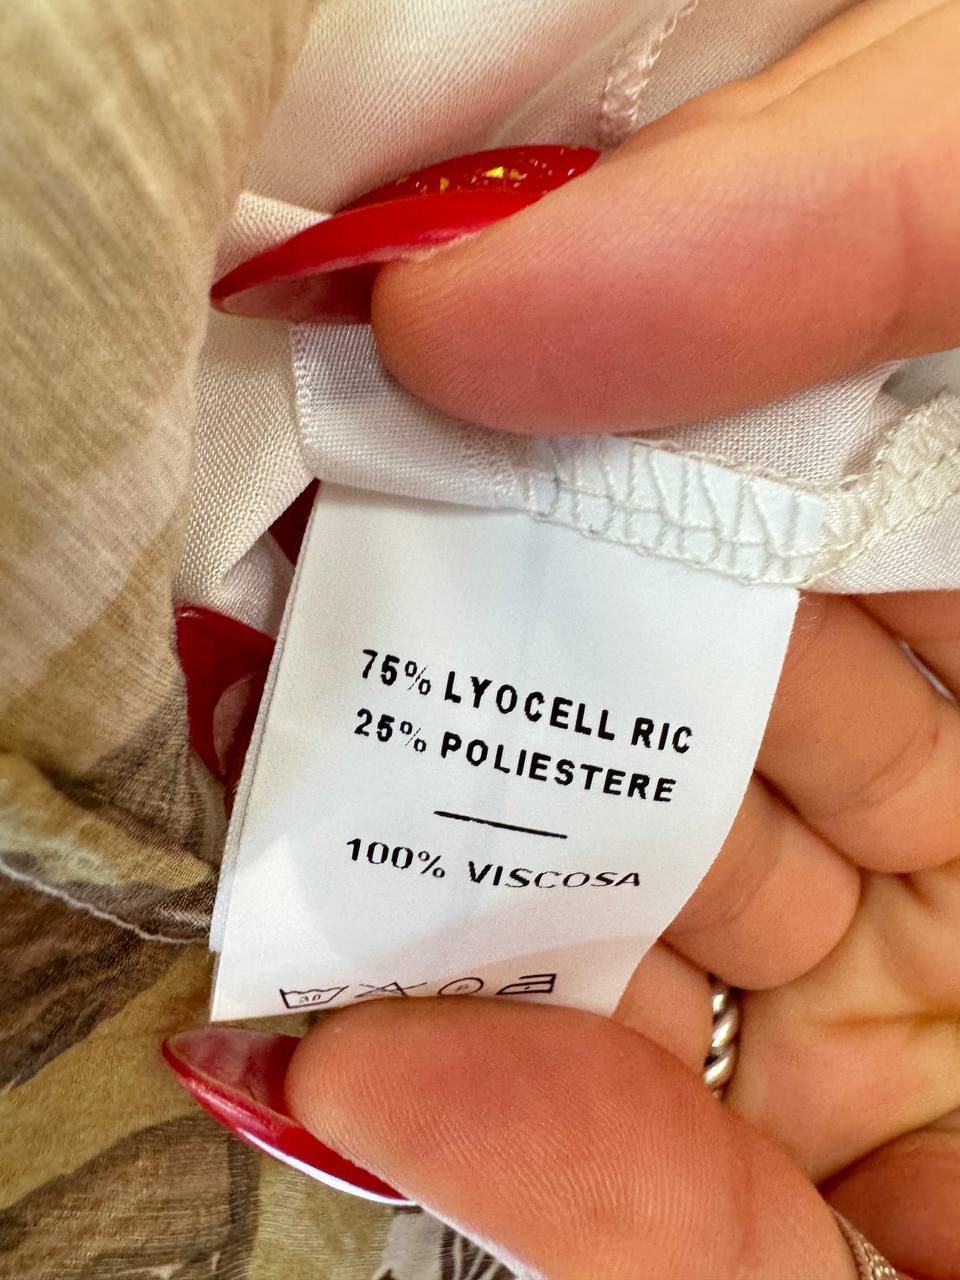 75% LYOCELL RIC
25% POLIESTERE
100% VISCOSA
30 P